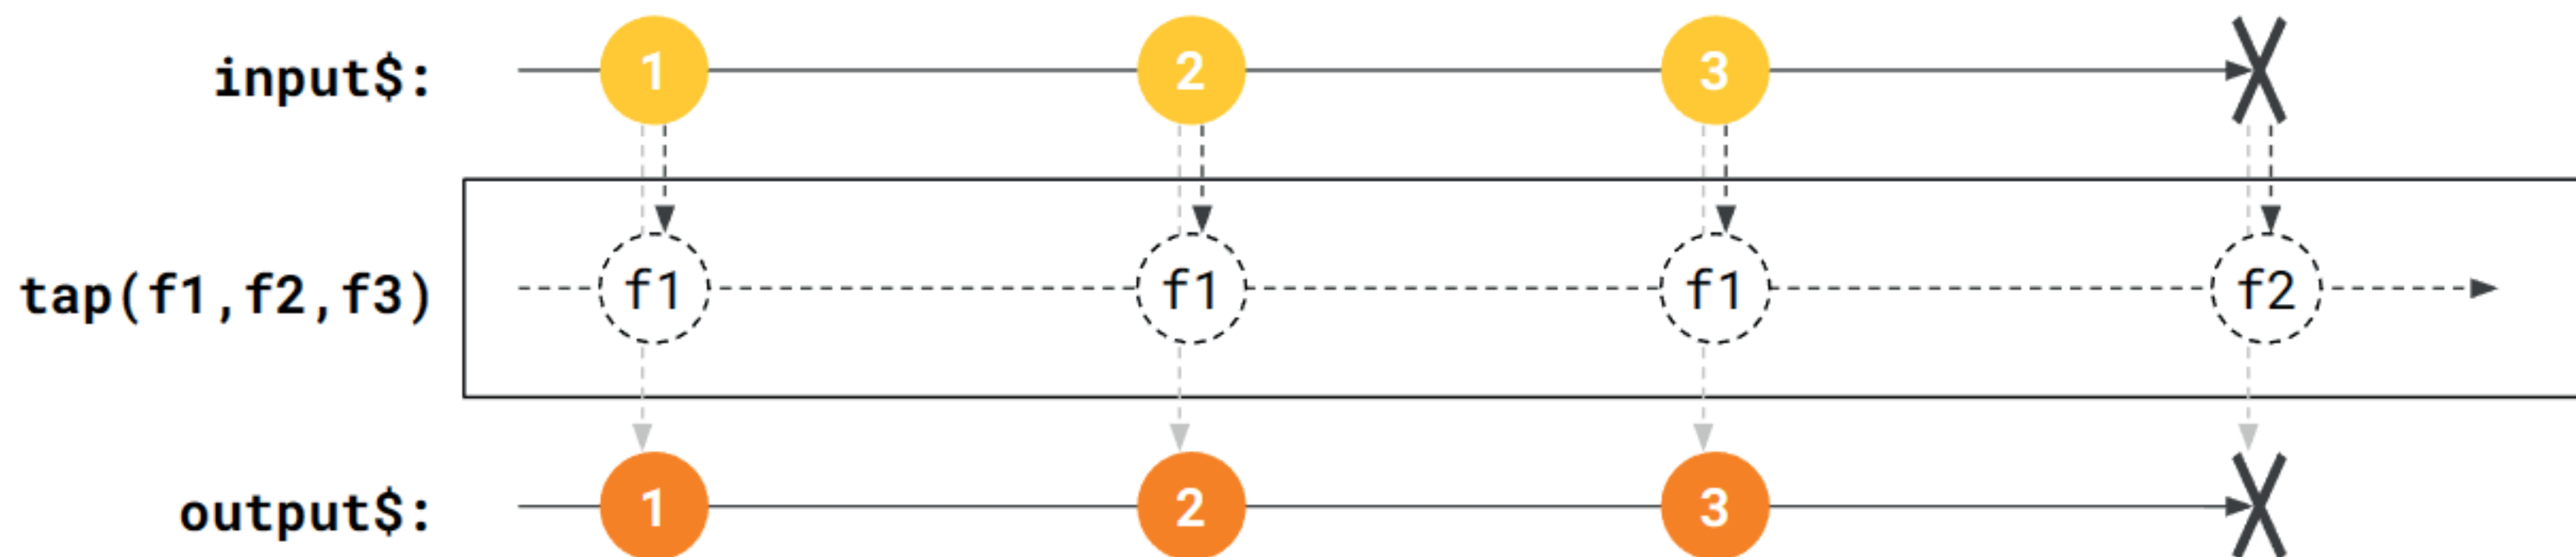 input$: 1 2 3 X
tap(f1,f2,f3) f1 f1 f1 f2
output$: 1 2 3 X